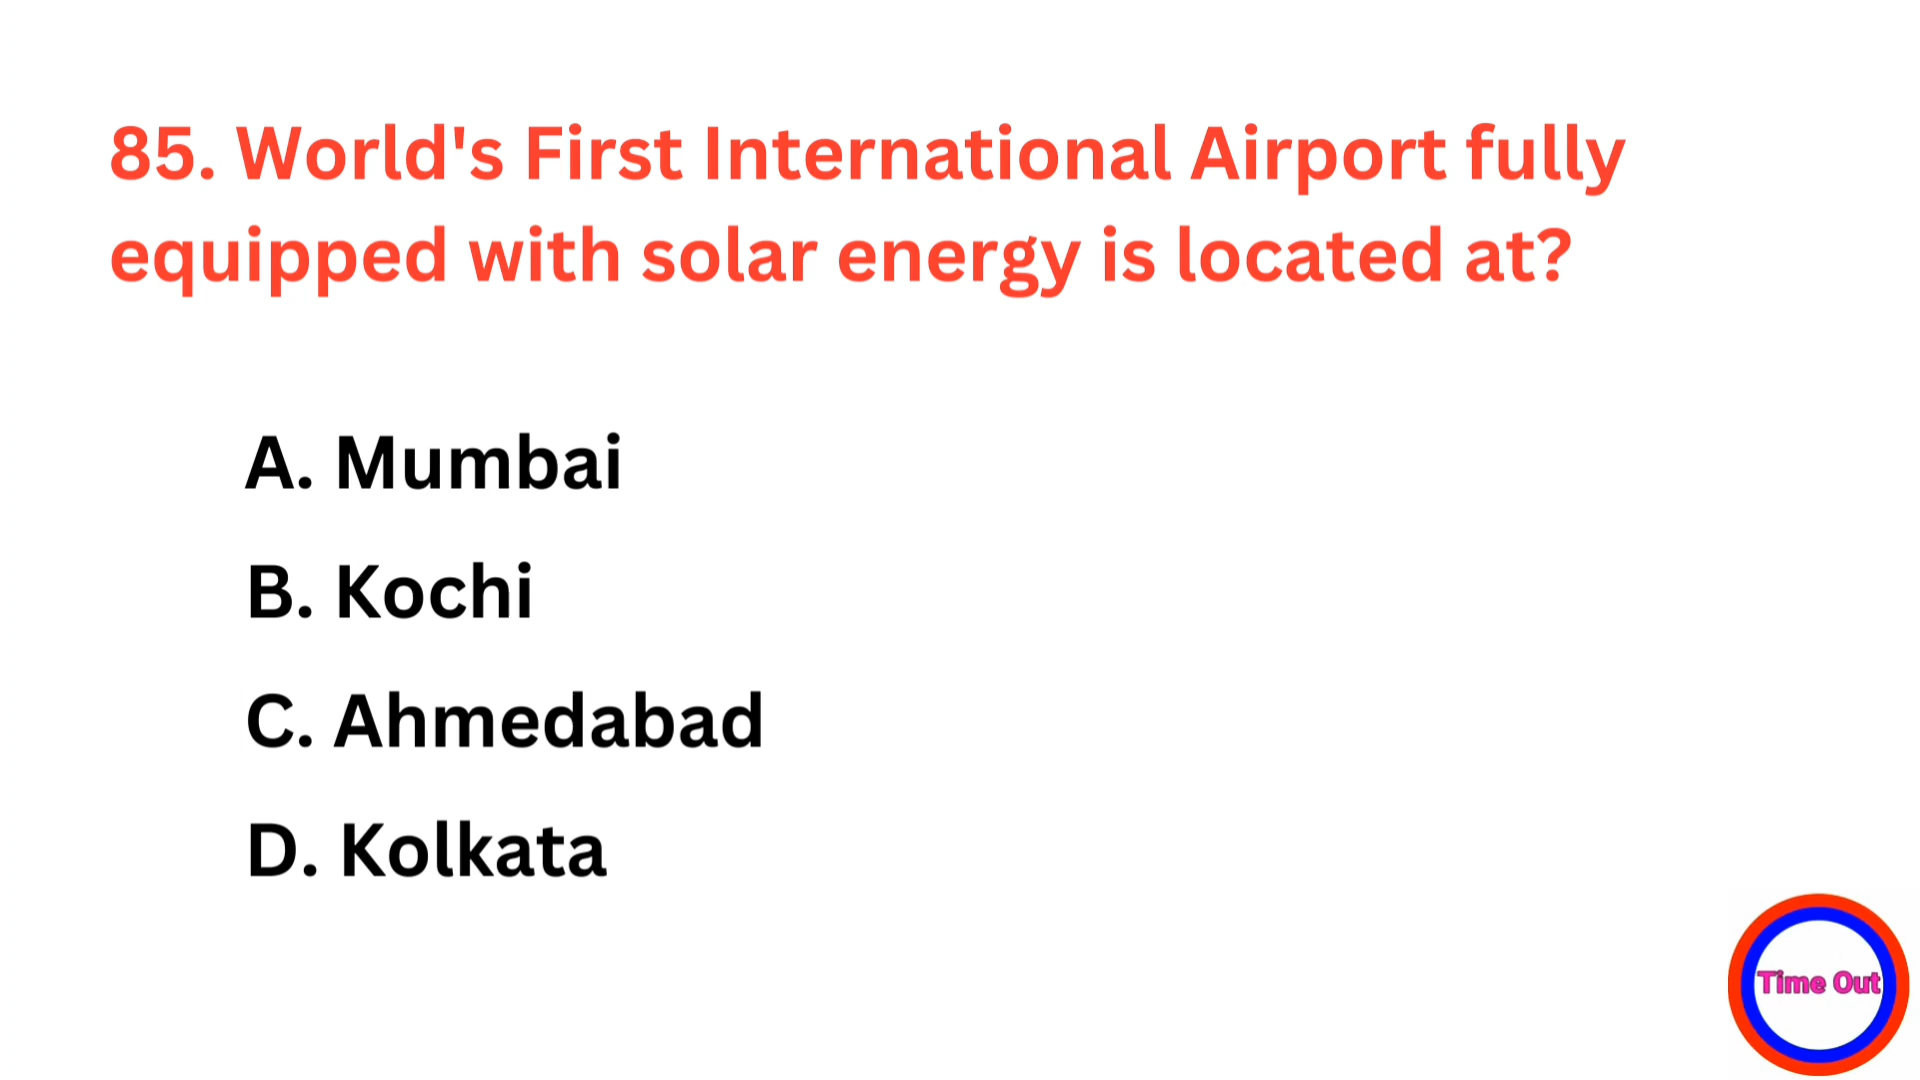 85. World's First International Airport fully
equipped with solar energy is located at?
A. Mumbai
B. Kochi
C. Ahmedabad
D. Kolkata
Time Out